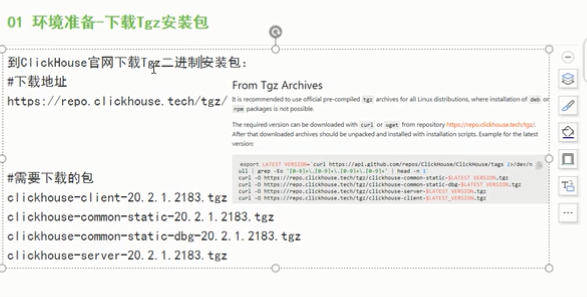 01 环境准备-下载Tgz安装包
到ClickHouse官网下载Tgz二进制安装包：
#下载地址
https://repo.clickhouse.tech/tgz/
From Tgz Archives
It is recommended to use official pre-compiled tgz archives for all Linux distributions, where installation of deb or
rpm packages is not possible.
The required version can be downloaded with curl or wget from repository https://repo.clickhouse.tech/tgz/.
After that downloaded archives should be unpacked and installed with installation scripts. Example for the latest
version:
export LATEST_VERSION=`curl https://api.github.com/repos/ClickHouse/ClickHouse/tags 2>/dev/n
ull | grep -Eo '[0-9]+\.[0-9]+\.[0-9]+\.[0-9]+' | head -n 1`
curl -O https://repo.clickhouse.tech/tgz/clickhouse-common-static-$LATEST_VERSION.tgz
curl -O https://repo.clickhouse.tech/tgz/clickhouse-common-static-dbg-$LATEST_VERSION.tgz
curl -O https://repo.clickhouse.tech/tgz/clickhouse-server-$LATEST_VERSION.tgz
curl -O https://repo.clickhouse.tech/tgz/clickhouse-client-$LATEST_VERSION.tgz
#需要下载的包
clickhouse-client-20.2.1.2183.tgz
clickhouse-common-static-20.2.1.2183.tgz
clickhouse-common-static-dbg-20.2.1.2183.tgz
clickhouse-server-20.2.1.2183.tgz